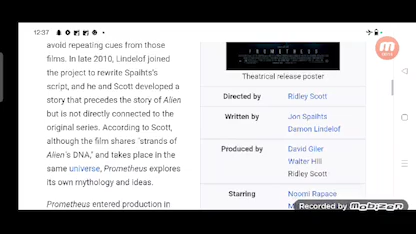 12:37
avoid repeating cues from those
films. In late 2010, Lindelof joined
the project to rewrite Spaihts's
script, and he and Scott developed a
story that precedes the story of Alien
but is not directly connected to the
original series. According to Scott,
although the film shares "strands of
Alien's DNA," and takes place in the
same universe, Prometheus explores
its own mythology and ideas.
Prometheus entered production in
PROMETHEUS
Theatrical release poster
Directed by Ridley Scott
Written by Jon Spaihts
Damon Lindelof
Produced by David Giler
Walter Hill
Ridley Scott
Starring Noomi Rapace
Recorded by Mobizen